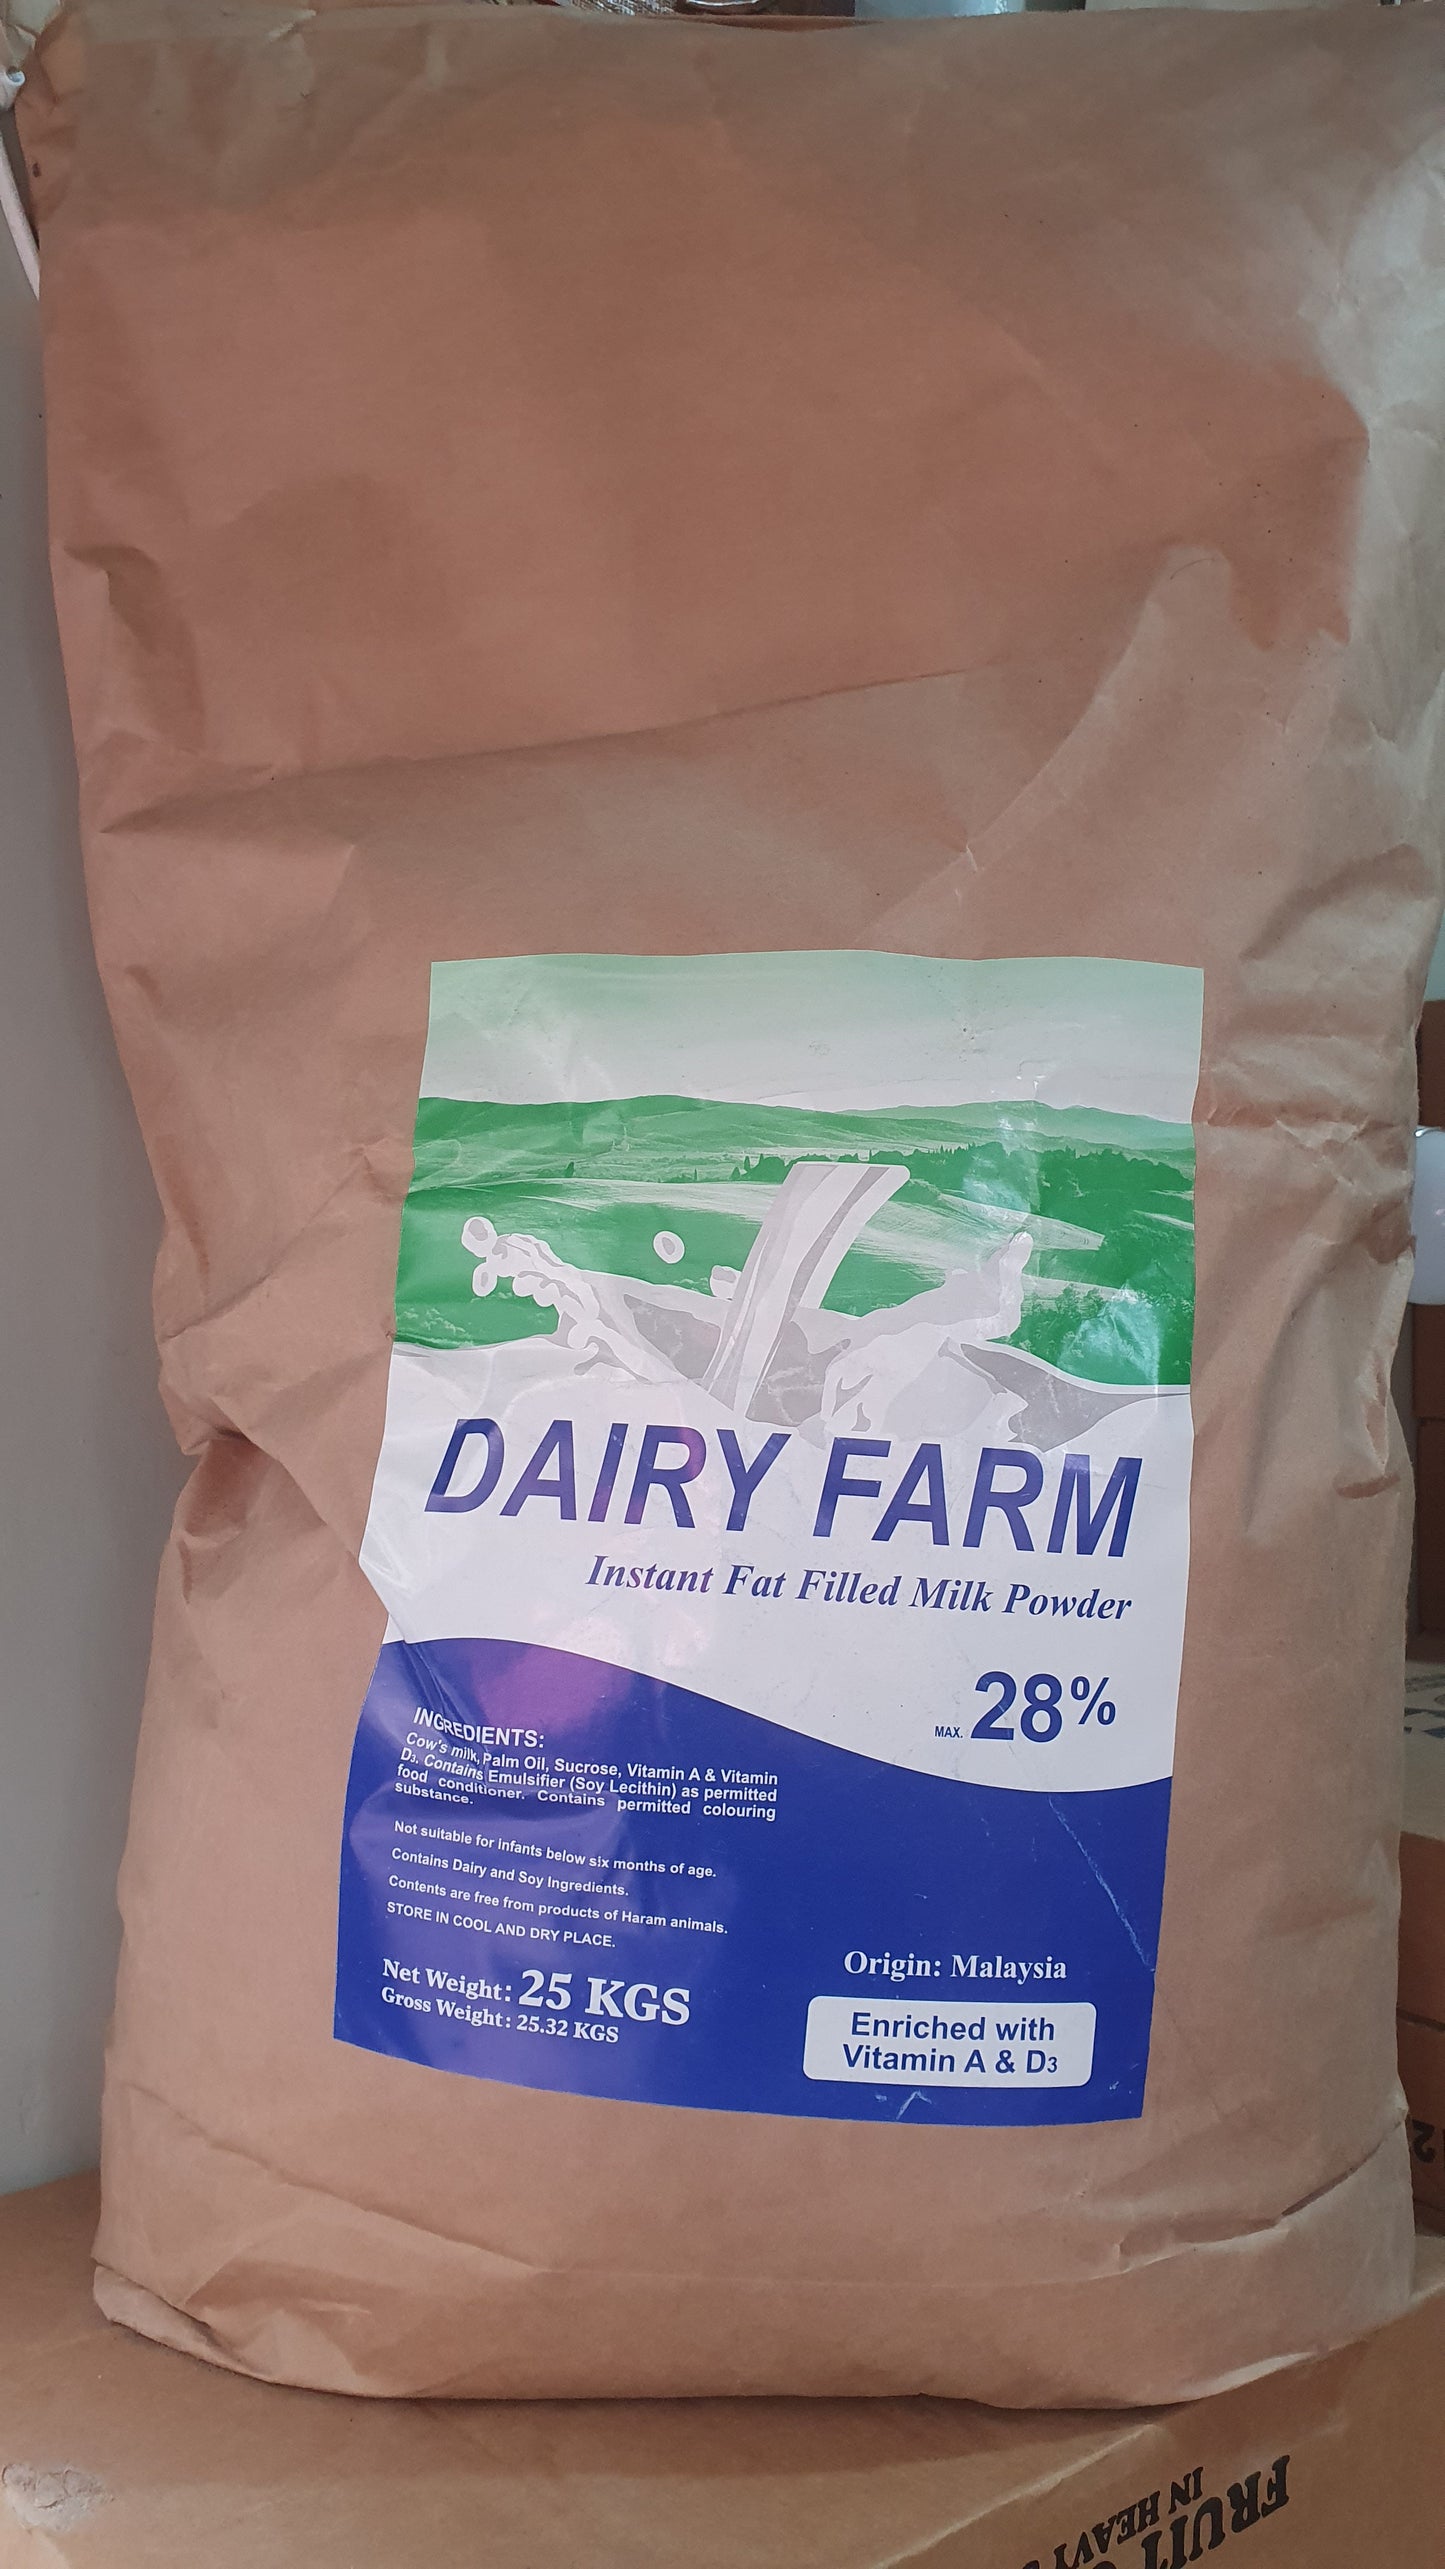 DAIRY FARM
Instant Fat Filled Milk Powder
MAX. 28%
INGREDIENTS:
Cow's milk, Palm Oil, Sucrose, Vitamin A & Vitamin
D3. Contains Emulsifier (Soy Lecithin) as permitted
food conditioner. Contains permitted colouring
substance.
Not suitable for infants below six months of age.
Contains Dairy and Soy Ingredients.
Contents are free from products of Haram animals.
STORE IN COOL AND DRY PLACE.
Net Weight: 25 KGS
Gross Weight: 25.32 KGS
Origin: Malaysia
Enriched with
Vitamin A & D3
FRUIT
IN HEAVY